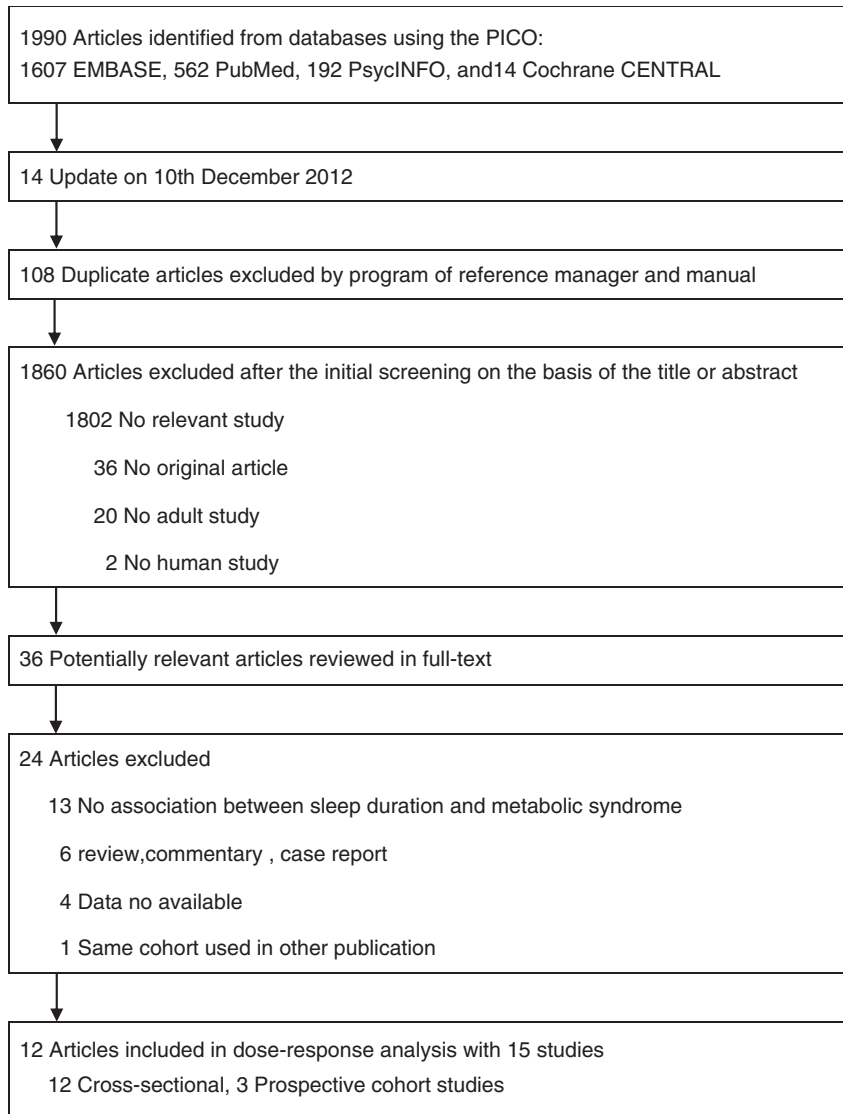 1990 Articles identified from databases using the PICO:
1607 EMBASE, 562 PubMed, 192 PsycINFO, and14 Cochrane CENTRAL
14 Update on 10th December 2012
108 Duplicate articles excluded by program of reference manager and manual
1860 Articles excluded after the initial screening on the basis of the title or abstract
1802 No relevant study
36 No original article
20 No adult study
2 No human study
36 Potentially relevant articles reviewed in full-text
24 Articles excluded
13 No association between sleep duration and metabolic syndrome
6 review,commentary , case report
4 Data no available
1 Same cohort used in other publication
12 Articles included in dose-response analysis with 15 studies
12 Cross-sectional, 3 Prospective cohort studies